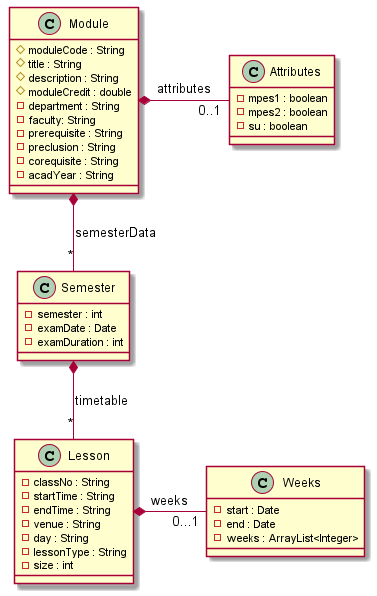 C Module
moduleCode : String
title : String
description : String
moduleCredit : double
department : String
faculty: String
prerequisite : String
preclusion : String
corequisite : String
acadYear : String
attributes
0..1
C Attributes
mpes1 : boolean
mpes2 : boolean
su : boolean
semesterData
*
C Semester
semester : int
examDate : Date
examDuration : int
timetable
*
C Lesson
classNo : String
startTime : String
endTime : String
venue : String
day : String
lessonType : String
size : int
weeks
0...1
C Weeks
start : Date
end : Date
weeks : ArrayList<Integer>